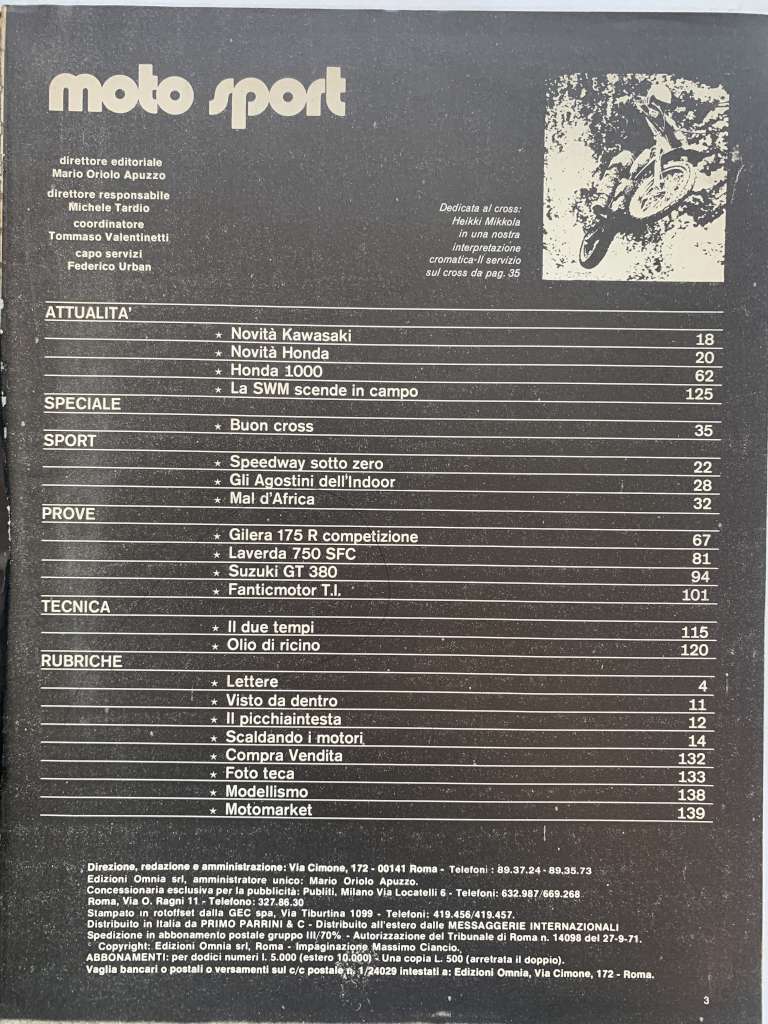 moto sport
direttore editoriale
Mario Oriolo Apuzzo
direttore responsabile
Michele Tardio
coordinatore
Tommaso Valentinetti
capo servizi
Federico Urban
Dedicata al cross:
Heikki Mikkola
in una nostra
interpretazione
cromatica-Il servizio
sul cross da pag. 35
ATTUALITA'
★ Novità Kawasaki 18
★ Novità Honda 20
★ Honda 1000 62
★ La SWM scende in campo 125
SPECIALE
★ Buon cross 35
SPORT
★ Speedway sotto zero 22
★ Gli Agostini dell'Indoor 28
★ Mal d'Africa 32
PROVE
★ Gilera 175 R competizione 67
★ Laverda 750 SFC 81
★ Suzuki GT 380 94
★ Fanticmotor T.I. 101
TECNICA
★ Il due tempi 115
★ Olio di ricino 120
RUBRICHE
★ Lettere 4
★ Visto da dentro 11
★ Il picchiaintesta 12
★ Scaldando i motori 14
★ Compra Vendita 132
★ Foto teca 133
★ Modellismo 138
★ Motomarket 139
Direzione, redazione e amministrazione: Via Cimone, 172 - 00141 Roma - Telefoni : 89.37.24 - 89.35.73
Edizioni Omnia srl, amministratore unico: Mario Oriolo Apuzzo.
Concessionaria esclusiva per la pubblicità: Publiti, Milano Via Locatelli 6 - Telefoni: 632.987/669.268
Roma, Via O. Ragni 11 - Telefono: 327.86.30
Stampato in rotoffset dalla GEC spa, Via Tiburtina 1099 - Telefoni: 419.456/419.457.
Distribuito in Italia da PRIMO PARRINI & C - Distribuito all'estero dalle MESSAGGERIE INTERNAZIONALI
Spedizione in abbonamento postale gruppo III/70% - Autorizzazione del Tribunale di Roma n. 14098 del 27-9-71.
Copyright: Edizioni Omnia srl, Roma - Impaginazione Massimo Ciancio.
ABBONAMENTI: per dodici numeri l. 5.000 (estero 10.000) - Una copia L. 500 (arretrata il doppio).
Vaglia bancari o postali o versamenti sul c/c postale n. 1/24029 intestati a: Edizioni Omnia, Via Cimone, 172 - Roma.
3